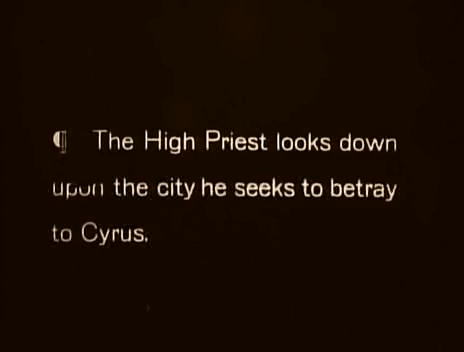 ¶ The High Priest looks down
upon the city he seeks to betray
to Cyrus.